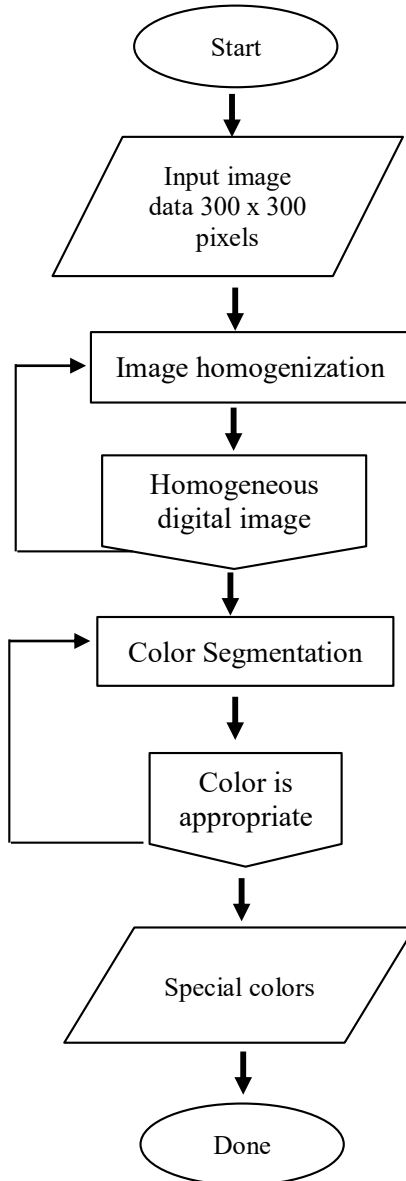 Start
Input image
data 300 x 300
pixels
Image homogenization
Homogeneous
digital image
Color Segmentation
Color is
appropriate
Special colors
Done